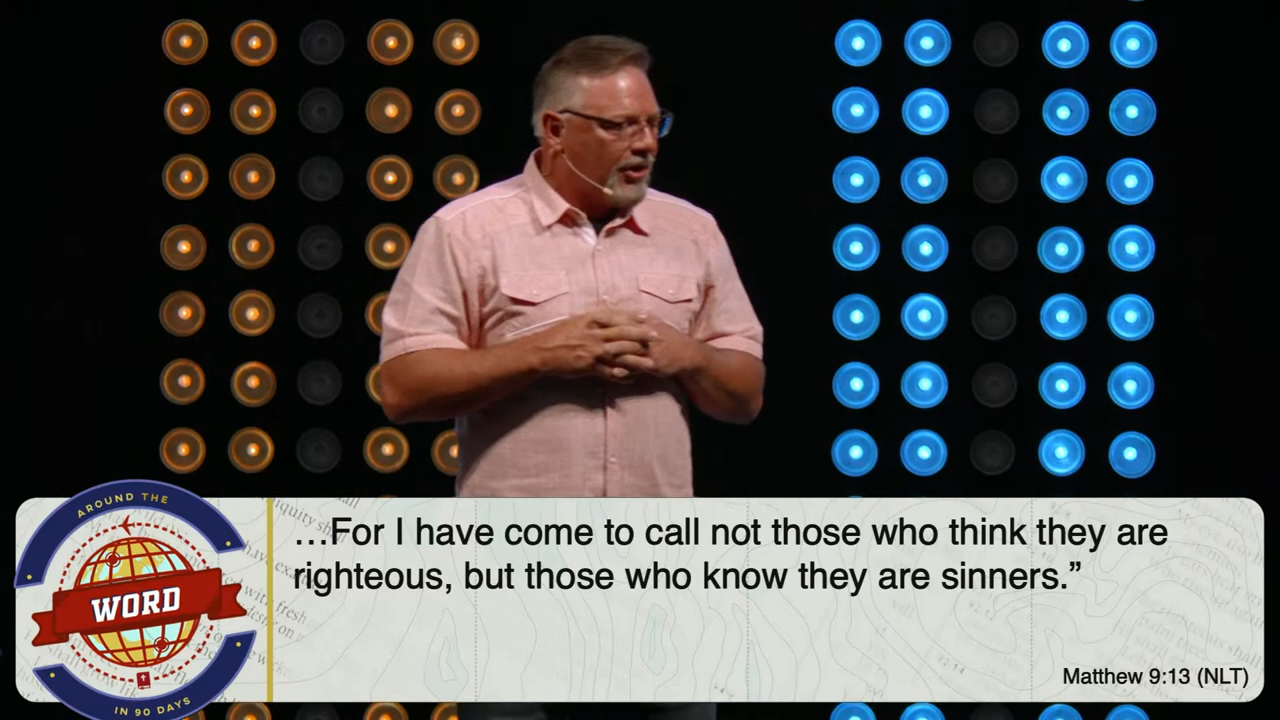 …For I have come to call not those who think they are
righteous, but those who know they are sinners.”
Matthew 9:13 (NLT)
AROUND THE
WORD
IN 90 DAYS